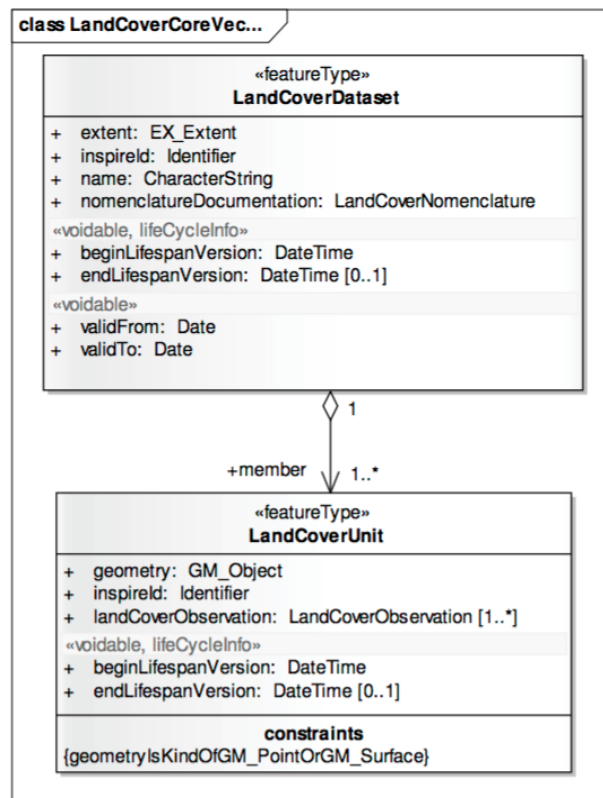 class LandCoverCoreVec...
«featureType»
LandCoverDataset
+ extent: EX_Extent
+ inspireId: Identifier
+ name: CharacterString
+ nomenclatureDocumentation: LandCoverNomenclature
«voidable, lifeCycleInfo»
+ beginLifespanVersion: DateTime
+ endLifespanVersion: DateTime [0..1]
«voidable»
+ validFrom: Date
+ validTo: Date
1
+member 1..*
«featureType»
LandCoverUnit
+ geometry: GM_Object
+ inspireId: Identifier
+ landCoverObservation: LandCoverObservation [1..*]
«voidable, lifeCycleInfo»
+ beginLifespanVersion: DateTime
+ endLifespanVersion: DateTime [0..1]
constraints
{geometryIsKindOfGM_PointOrGM_Surface}